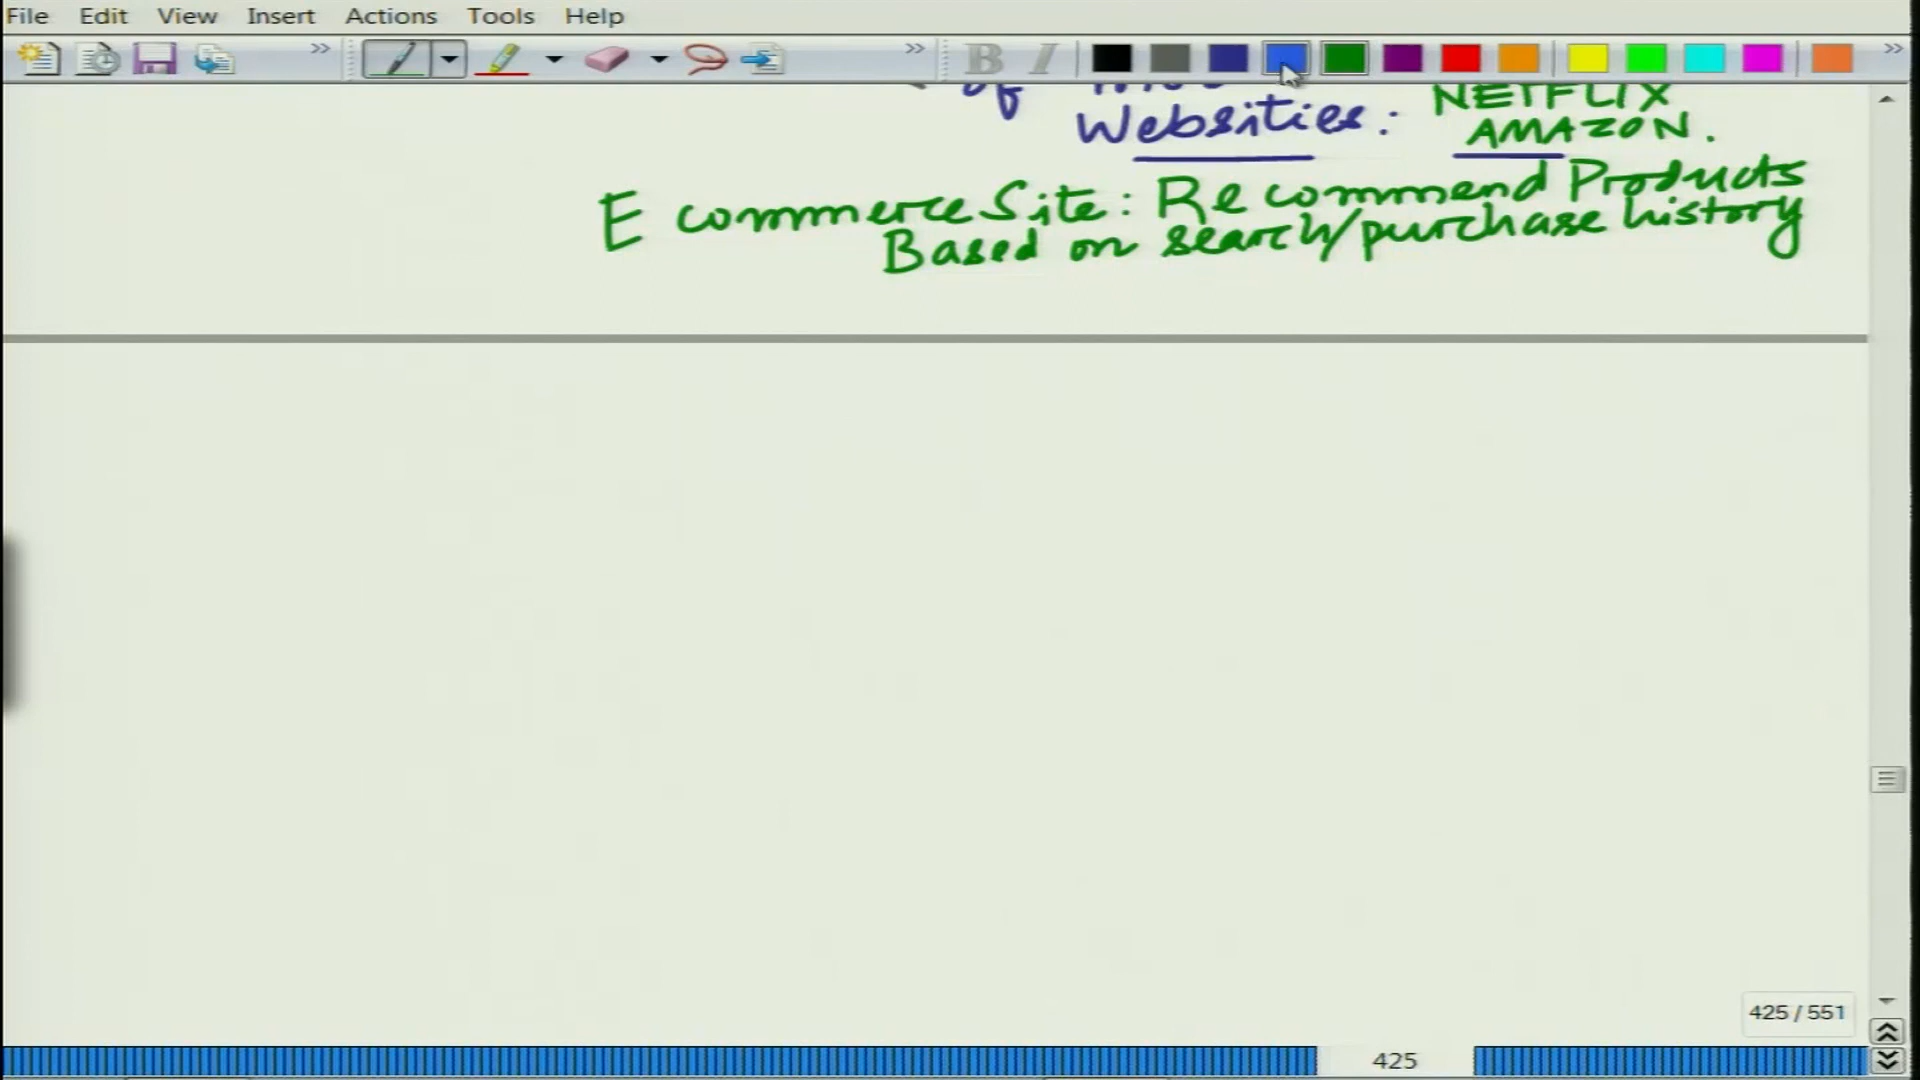 File Edit View Insert Actions Tools Help
B I
of
NETFLIX
Websities: AMAZON.
E commerce Site: Recommend Products
Based on search/purchase history
425 / 551
425